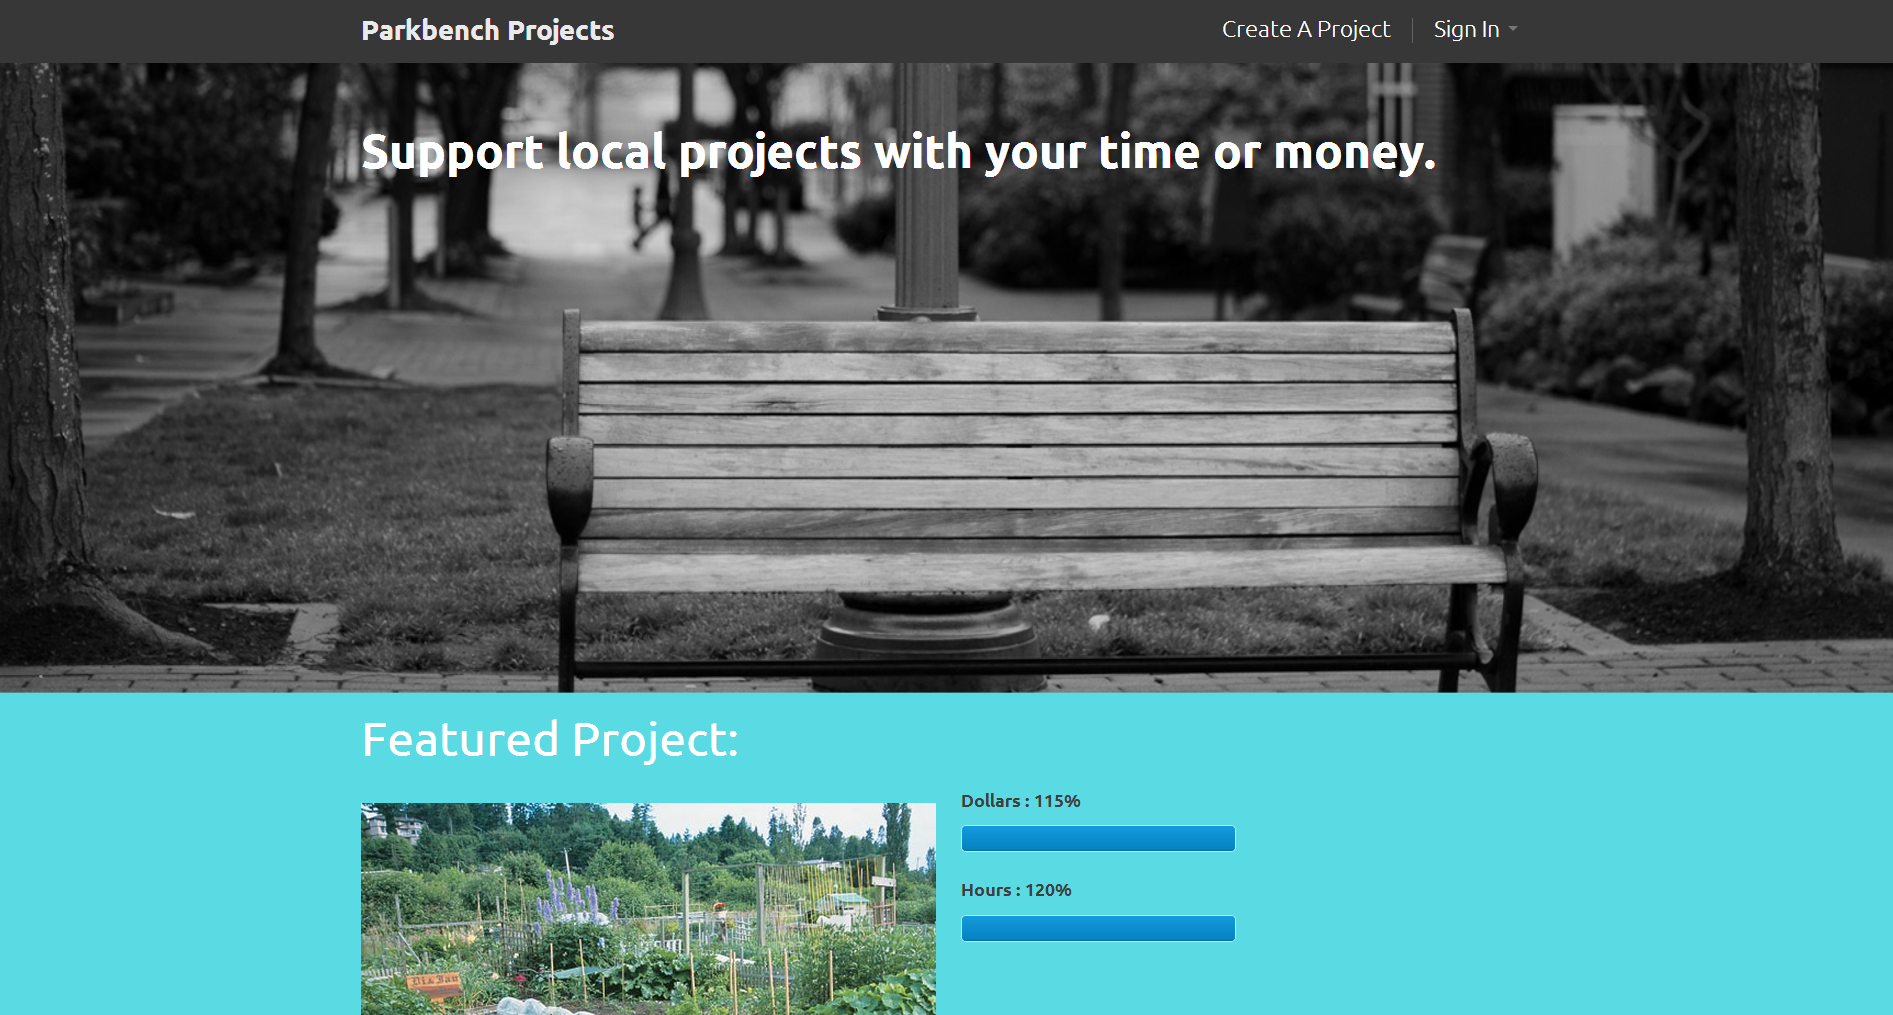 Parkbench Projects
Create A Project
Sign In
Support local projects with your time or money.
Featured Project:
Dollars : 115%
Hours : 120%